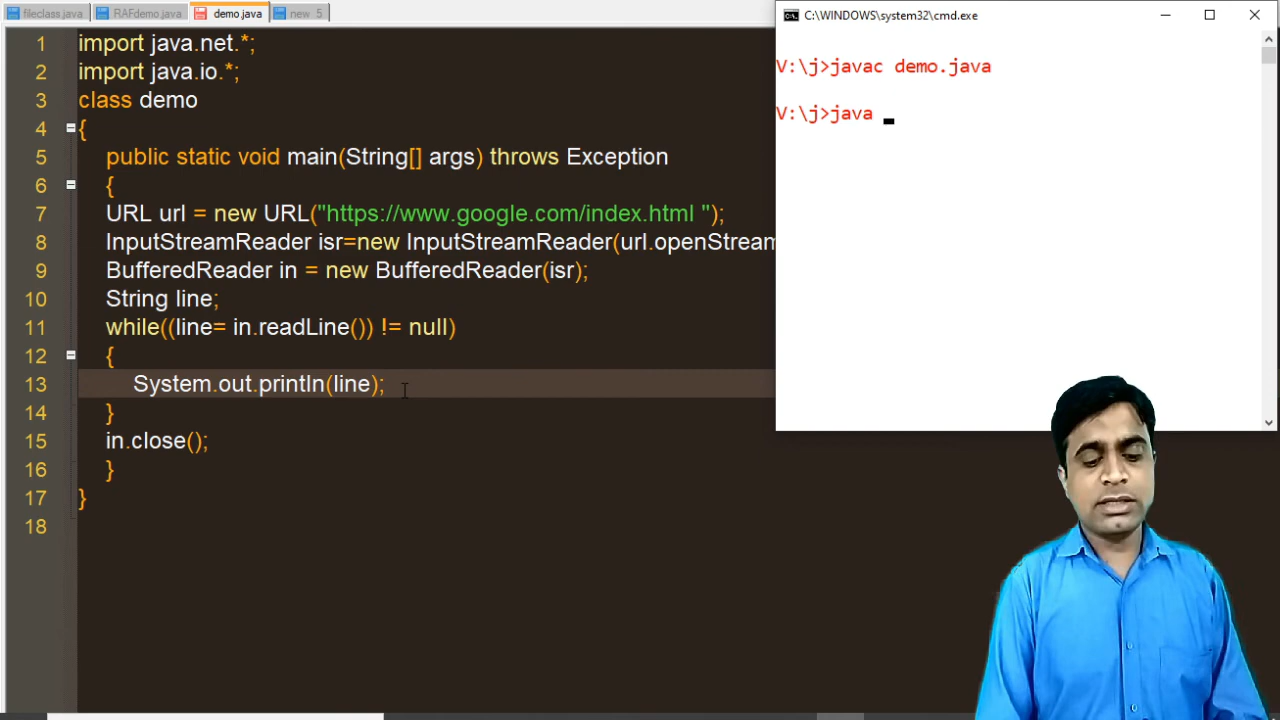 fileclass.java RAFdemo.java demo.java new 5
C:\WINDOWS\system32\cmd.exe
1 import java.net.*;
2 import java.io.*;
3 class demo
4 {
5 public static void main(String[] args) throws Exception
6 {
7 URL url = new URL("https://www.google.com/index.html ");
8 InputStreamReader isr=new InputStreamReader(url.openStream
9 BufferedReader in = new BufferedReader(isr);
10 String line;
11 while((line= in.readLine()) != null)
12 {
13 System.out.println(line);
14 }
15 in.close();
16 }
17 }
18
V:\j>javac demo.java
V:\j>java